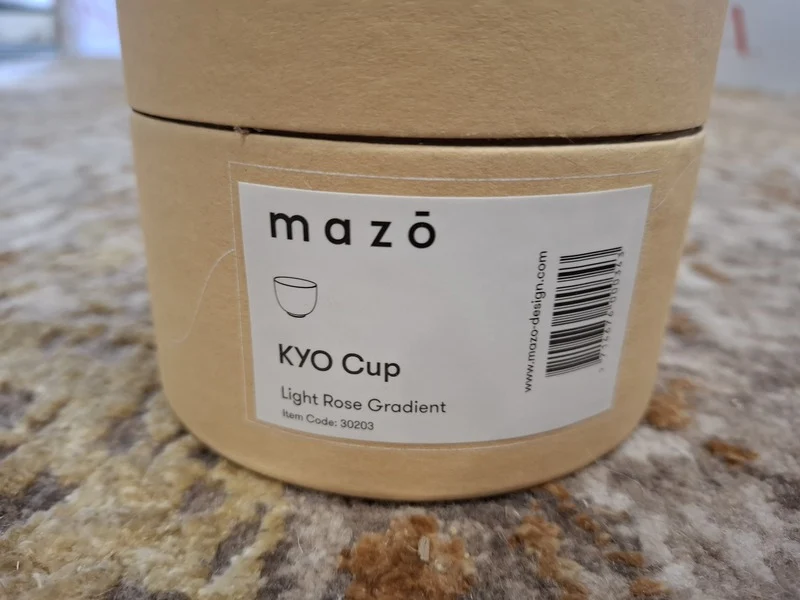 mazō
KYO Cup
Light Rose Gradient
Item Code: 30203
www.mazo-design.com